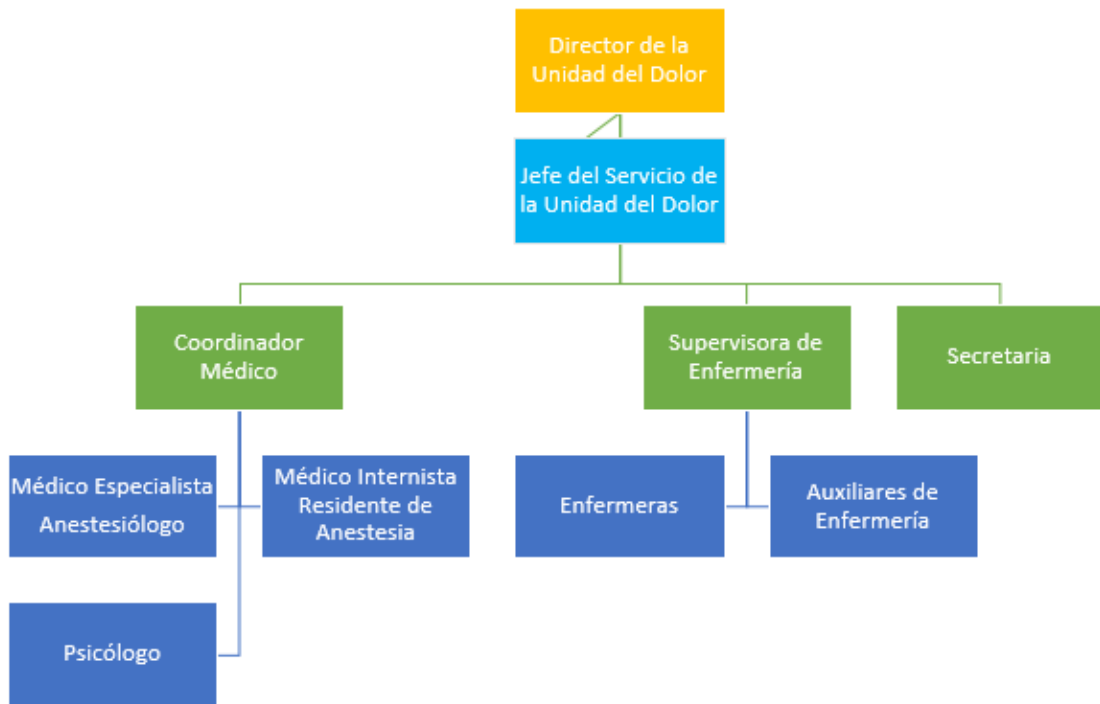 Director de la
Unidad del Dolor
Jefe del Servicio de
la Unidad del Dolor
Coordinador
Médico
Supervisora de
Enfermería
Secretaria
Médico Especialista
Anestesiólogo
Médico Internista
Residente de
Anestesia
Enfermeras
Auxiliares de
Enfermería
Psicólogo